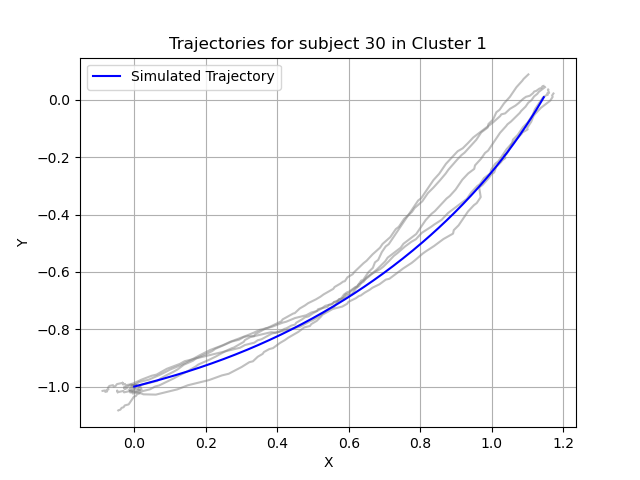 Trajectories for subject 30 in Cluster 1
Simulated Trajectory
0.0
−0.2
−0.4
−0.6
−0.8
−1.0
Y
0.0 0.2 0.4 0.6 0.8 1.0 1.2
X